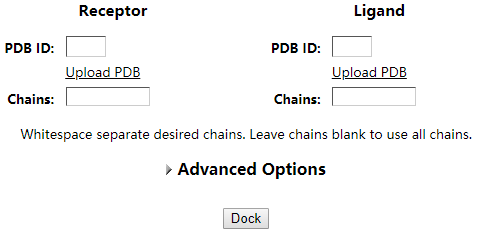 Receptor Ligand
PDB ID: PDB ID:
Upload PDB Upload PDB
Chains: Chains:
Whitespace separate desired chains. Leave chains blank to use all chains.
Advanced Options
Dock